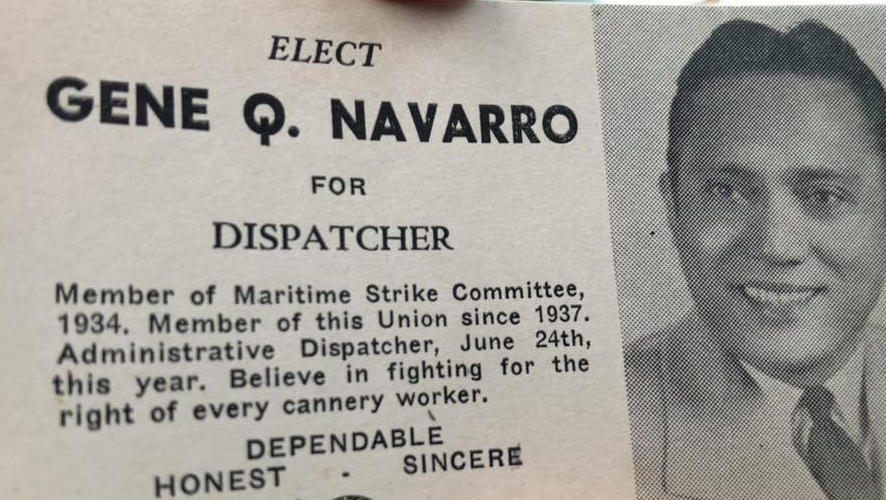 ELECT
GENE Q. NAVARRO
FOR
DISPATCHER
Member of Maritime Strike Committee,
1934. Member of this Union since 1937.
Administrative Dispatcher, June 24th,
this year. Believe in fighting for the
right of every cannery worker.
DEPENDABLE
HONEST - SINCERE